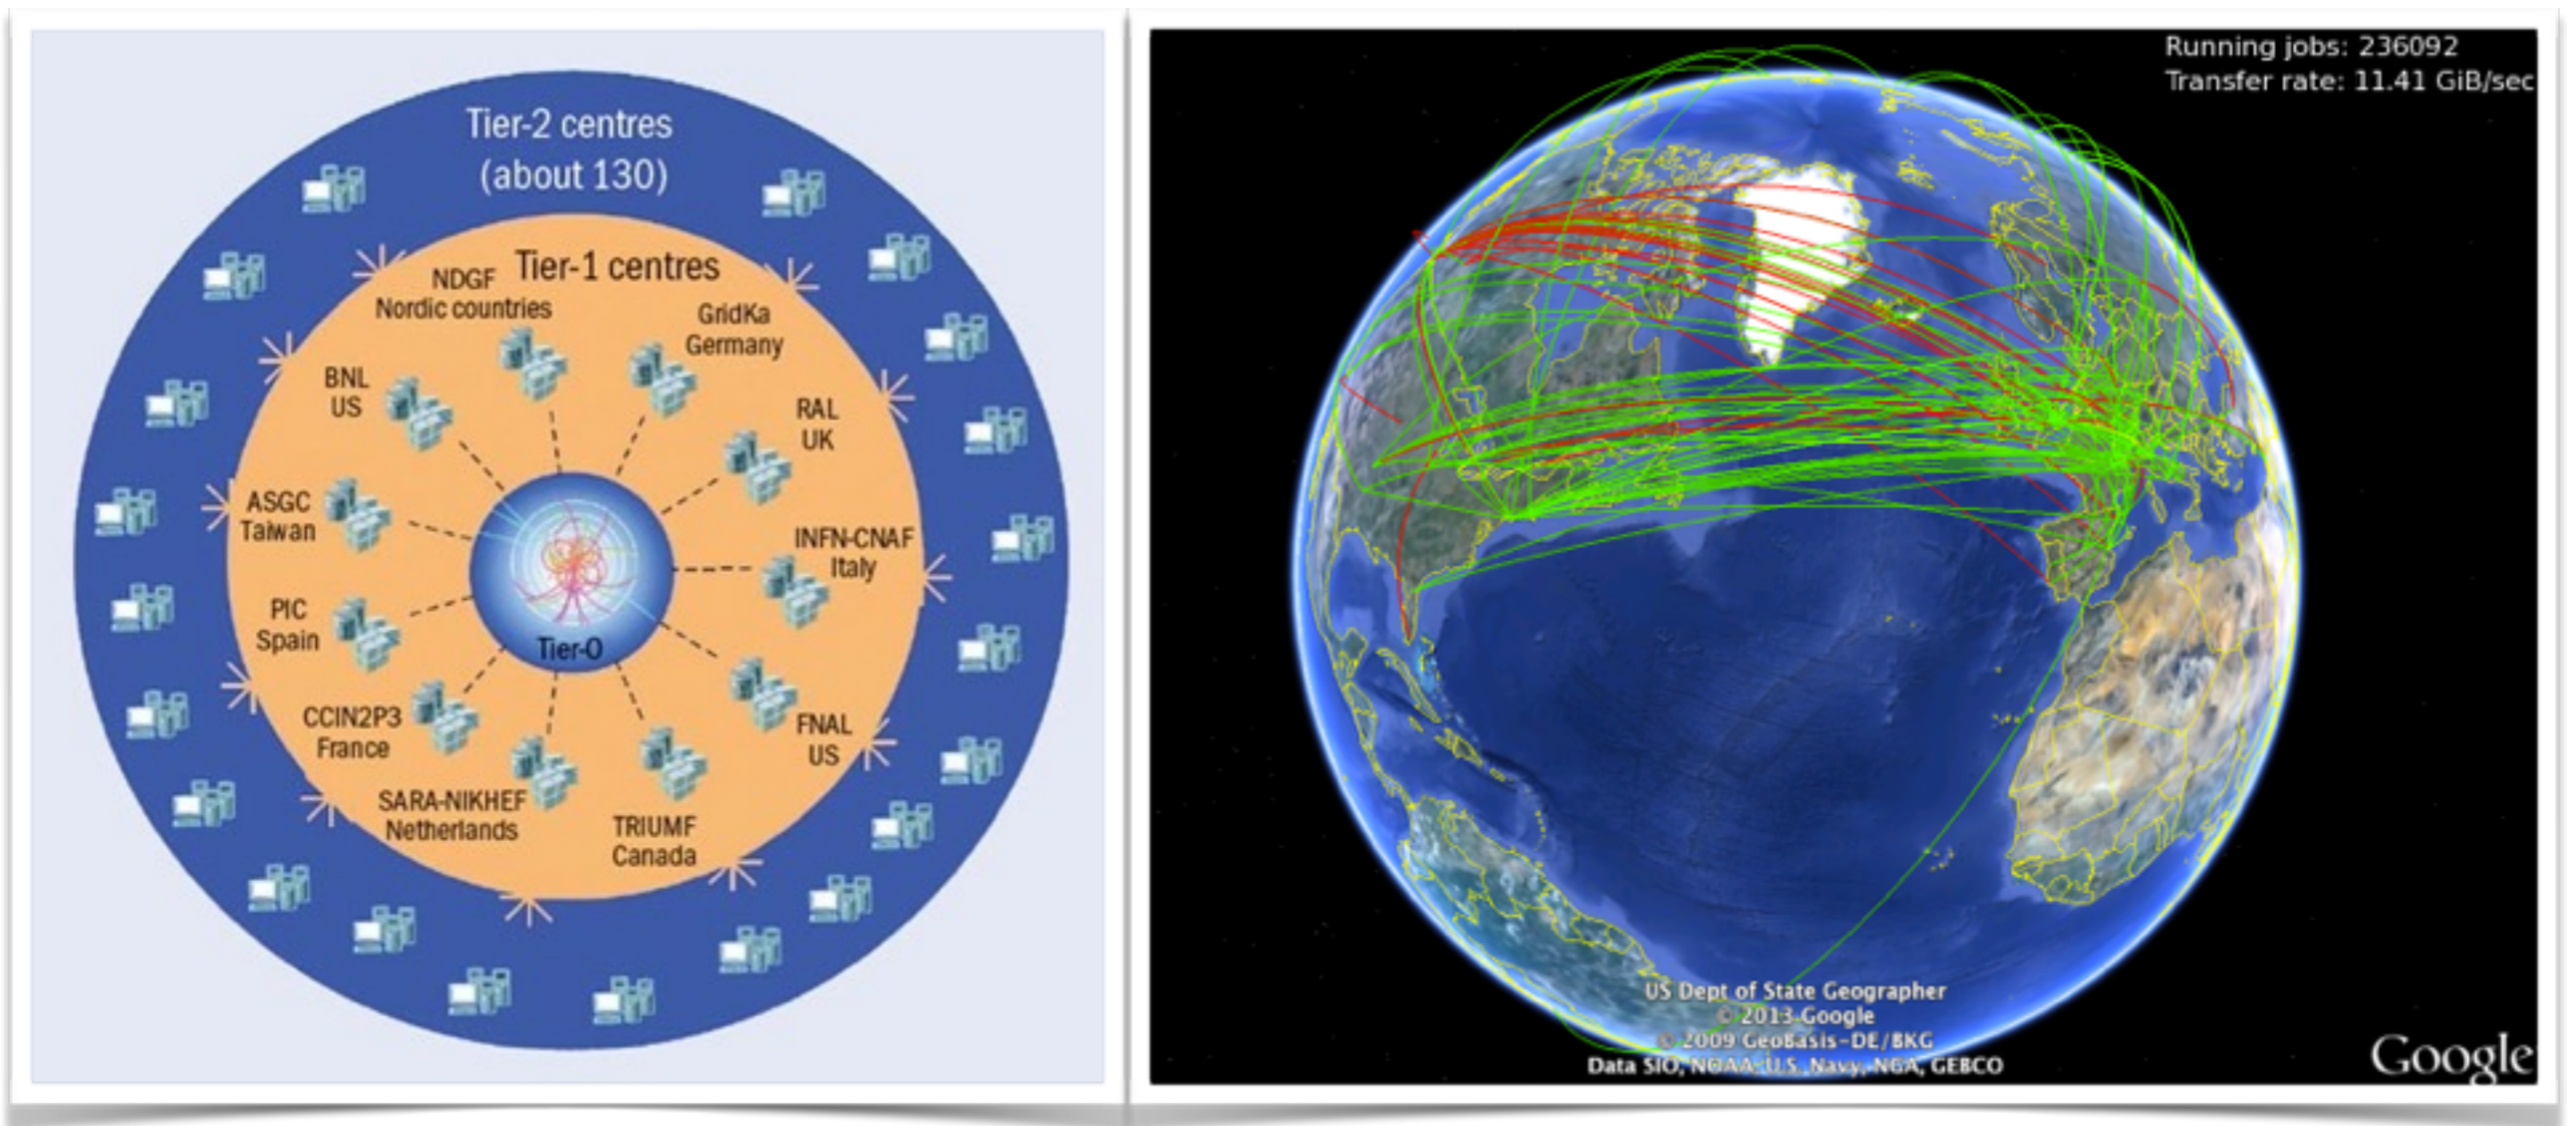 Tier-2 centres
(about 130)
Tier-1 centres
NDGF
Nordic countries
GridKa
Germany
BNL
US
RAL
UK
ASGC
Taiwan
INFN-CNAF
Italy
PIC
Spain
Tier-0
CCIN2P3
France
FNAL
US
SARA-NIKHEF
Netherlands
TRIUMF
Canada
Running jobs: 236092
Transfer rate: 11.41 GiB/sec
US Dept of State Geographer
© 2013 Google
© 2009 GeoBasis-DE/BKG
Data SIO, NOAA, U.S. Navy, NGA, GEBCO
Google